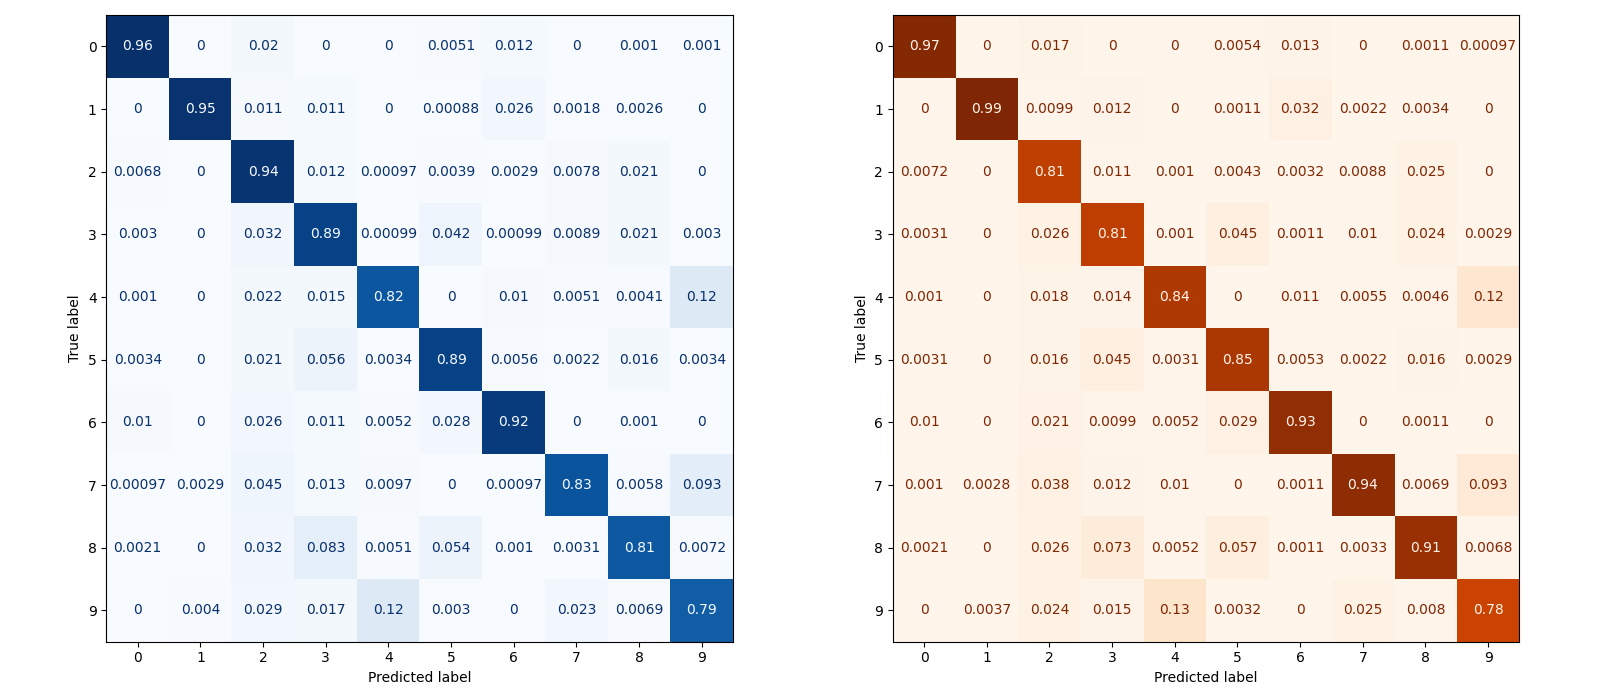 0 0.96 0 0.02 0 0 0.0051 0.012 0 0.001 0.001
1 0 0.95 0.011 0.011 0 0.00088 0.026 0.0018 0.0026 0
2 0.0068 0 0.94 0.012 0.00097 0.0039 0.0029 0.0078 0.021 0
3 0.003 0 0.032 0.89 0.00099 0.042 0.00099 0.0089 0.021 0.003
4 0.001 0 0.022 0.015 0.82 0 0.01 0.0051 0.0041 0.12
5 0.0034 0 0.021 0.056 0.0034 0.89 0.0056 0.0022 0.016 0.0034
6 0.01 0 0.026 0.011 0.0052 0.028 0.92 0 0.001 0
7 0.00097 0.0029 0.045 0.013 0.0097 0 0.00097 0.83 0.0058 0.093
8 0.0021 0 0.032 0.083 0.0051 0.054 0.001 0.0031 0.81 0.0072
9 0 0.004 0.029 0.017 0.12 0.003 0 0.023 0.0069 0.79
0 1 2 3 4 5 6 7 8 9
Predicted label
True label
0 0.97 0 0.017 0 0 0.0054 0.013 0 0.0011 0.00097
1 0 0.99 0.0099 0.012 0 0.0011 0.032 0.0022 0.0034 0
2 0.0072 0 0.81 0.011 0.001 0.0043 0.0032 0.0088 0.025 0
3 0.0031 0 0.026 0.81 0.001 0.045 0.0011 0.01 0.024 0.0029
4 0.001 0 0.018 0.014 0.84 0 0.011 0.0055 0.0046 0.12
5 0.0031 0 0.016 0.045 0.0031 0.85 0.0053 0.0022 0.016 0.0029
6 0.01 0 0.021 0.0099 0.0052 0.029 0.93 0 0.0011 0
7 0.001 0.0028 0.038 0.012 0.01 0 0.0011 0.94 0.0069 0.093
8 0.0021 0 0.026 0.073 0.0052 0.057 0.0011 0.0033 0.91 0.0068
9 0 0.0037 0.024 0.015 0.13 0.0032 0 0.025 0.008 0.78
0 1 2 3 4 5 6 7 8 9
Predicted label
True label